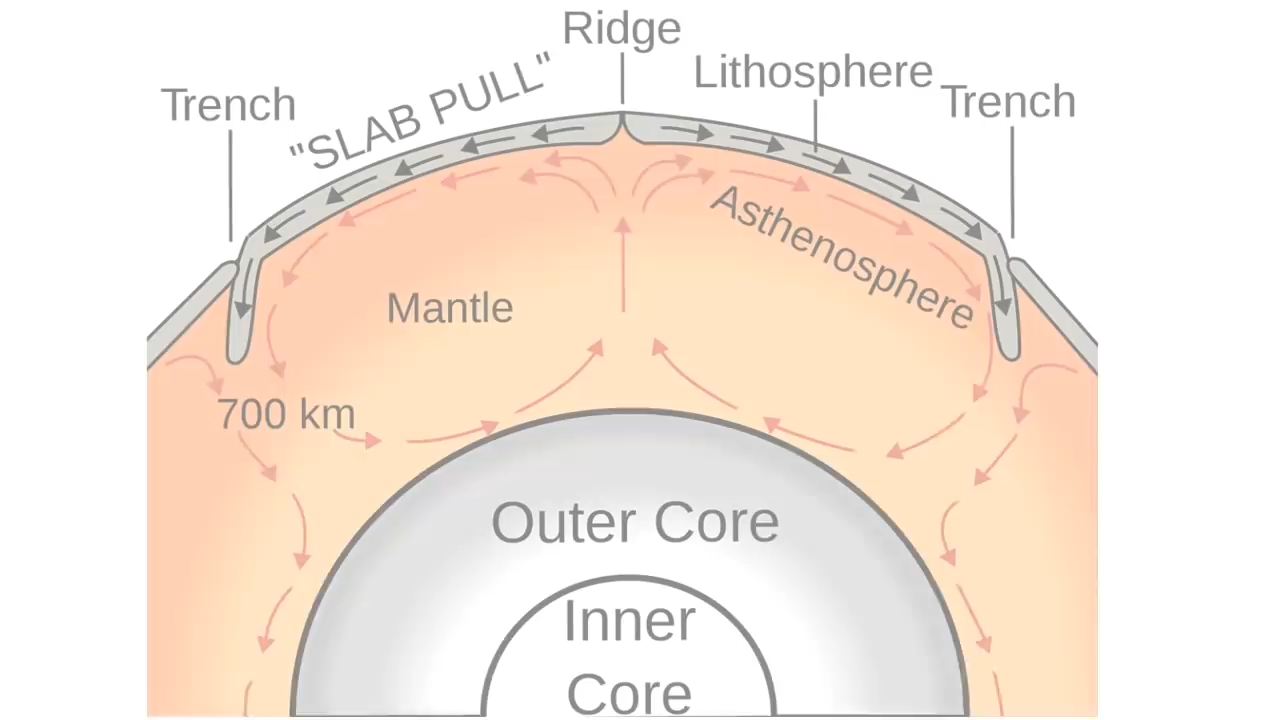 Ridge
Lithosphere
Trench
"SLAB PULL"
Trench
Asthenosphere
Mantle
700 km
Outer Core
Inner
Core